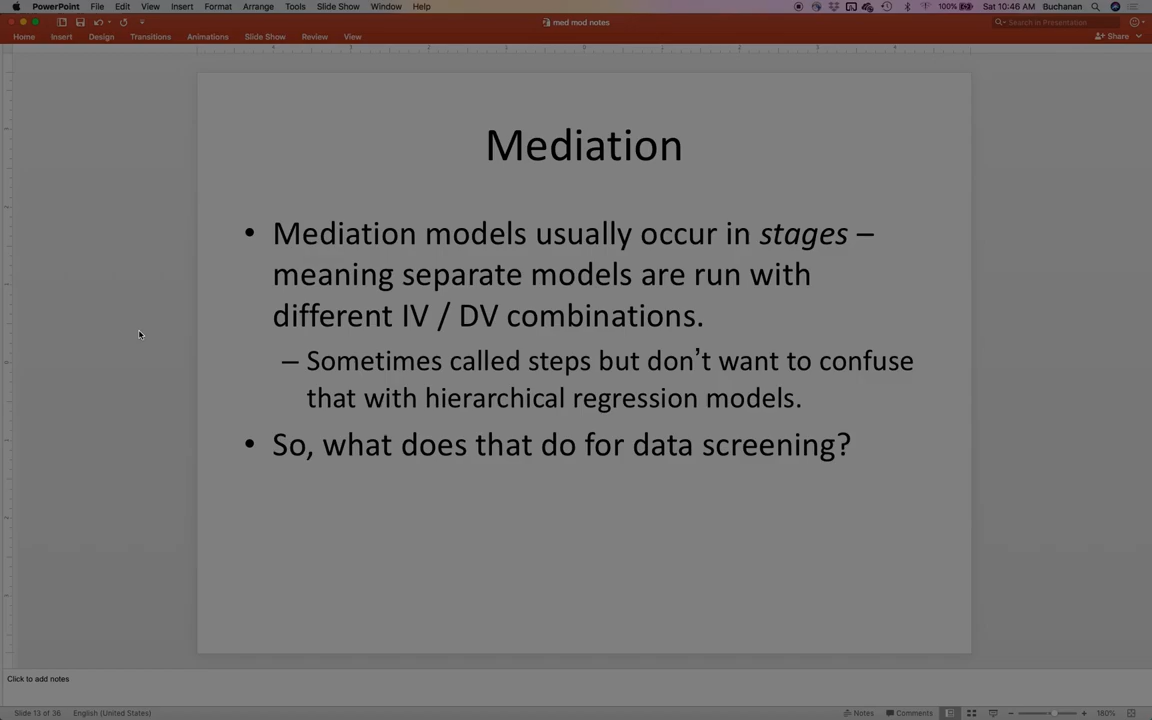 PowerPoint File Edit View Insert Format Arrange Tools Slide Show Window Help 100% Sat 10:46 AM Buchanan
med mod notes
Search in Presentation
Home Insert Design Transitions Animations Slide Show Review View Share
Mediation
• Mediation models usually occur in stages –
meaning separate models are run with
different IV / DV combinations.
– Sometimes called steps but don’t want to confuse
that with hierarchical regression models.
• So, what does that do for data screening?
Click to add notes
Slide 13 of 36 English (United States) Notes Comments 180%